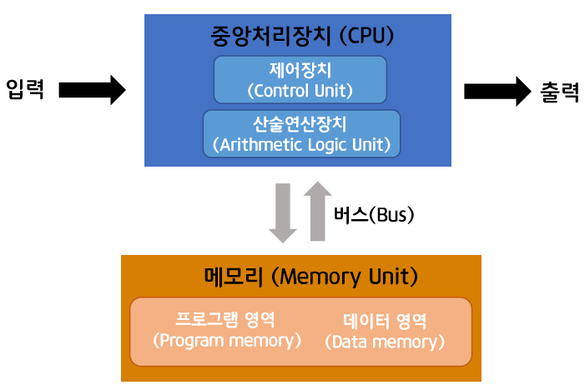 중앙처리장치 (CPU)
제어장치
(Control Unit)
입력
출력
산술연산장치
(Arithmetic Logic Unit)
버스(Bus)
메모리 (Memory Unit)
프로그램 영역
(Program memory)
데이터 영역
(Data memory)